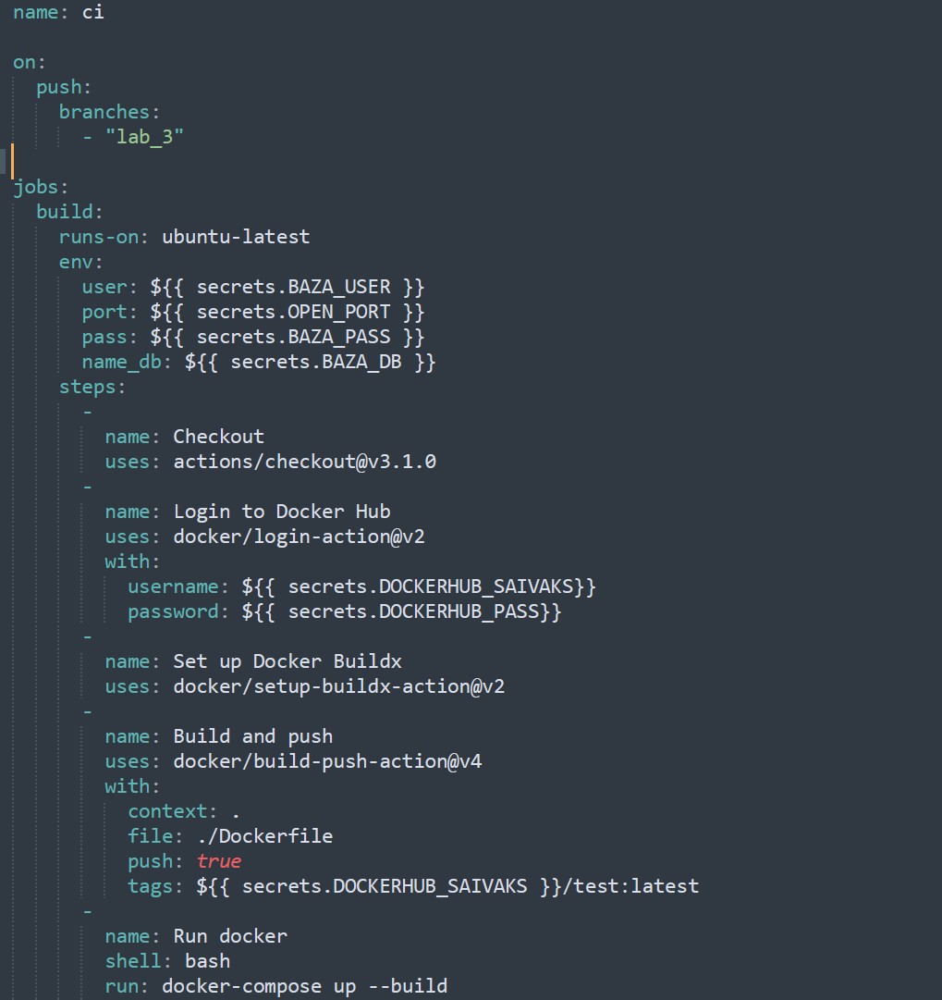 name: ci
on:
push:
branches:
- "lab_3"
jobs:
build:
runs-on: ubuntu-latest
env:
user: ${{ secrets.BAZA_USER }}
port: ${{ secrets.OPEN_PORT }}
pass: ${{ secrets.BAZA_PASS }}
name_db: ${{ secrets.BAZA_DB }}
steps:
-
name: Checkout
uses: actions/checkout@v3.1.0
-
name: Login to Docker Hub
uses: docker/login-action@v2
with:
username: ${{ secrets.DOCKERHUB_SAIVAKS}}
password: ${{ secrets.DOCKERHUB_PASS}}
-
name: Set up Docker Buildx
uses: docker/setup-buildx-action@v2
-
name: Build and push
uses: docker/build-push-action@v4
with:
context: .
file: ./Dockerfile
push: true
tags: ${{ secrets.DOCKERHUB_SAIVAKS }}/test:latest
-
name: Run docker
shell: bash
run: docker-compose up --build